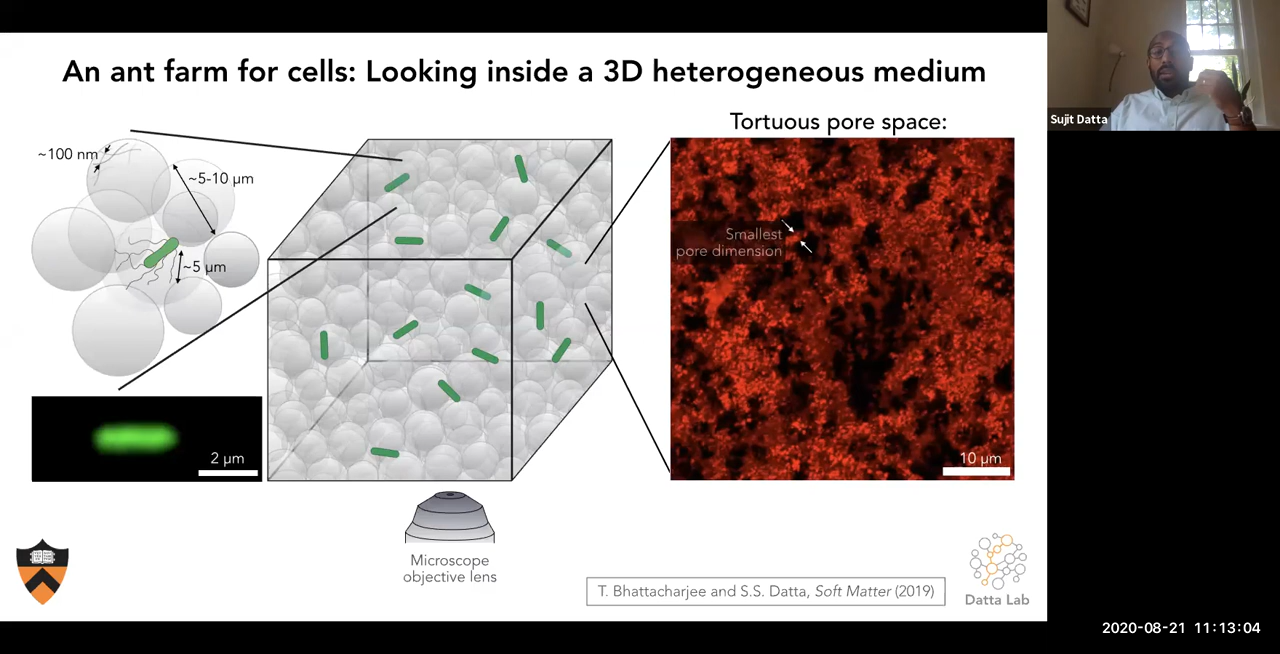 An ant farm for cells: Looking inside a 3D heterogeneous medium
Sujit Datta
Tortuous pore space:
~100 nm
~5-10 μm
~5 μm
Smallest
pore dimension
2 μm
10 μm
Microscope
objective lens
T. Bhattacharjee and S.S. Datta, Soft Matter (2019)
Datta Lab
2020-08-21 11:13:04